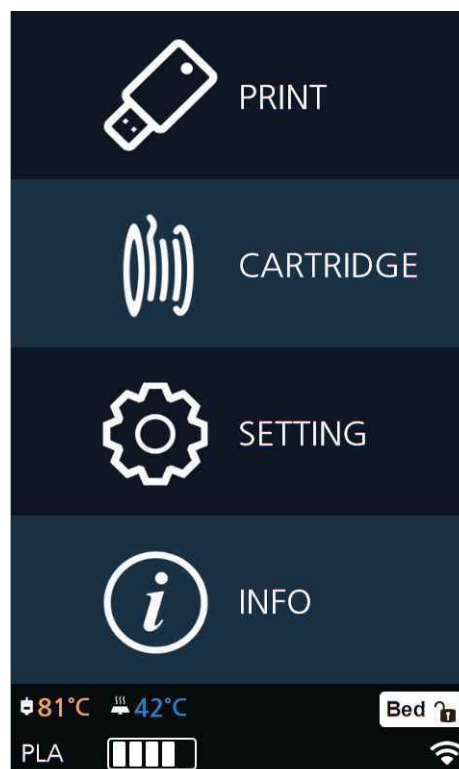 PRINT
CARTRIDGE
SETTING
INFO
81°C 42°C Bed
PLA